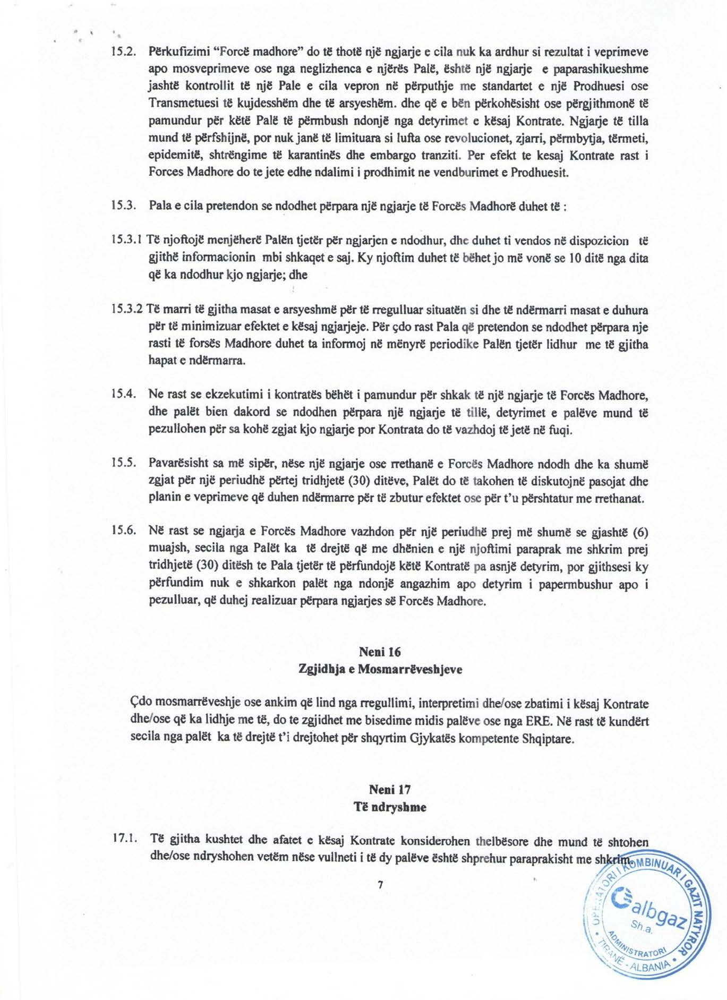 15.2. Përkufizimi “Forcë madhore” do të thotë një ngjarje e cila nuk ka ardhur si rezultat i veprimeve
apo mosveprimeve ose nga neglizhenca e njërës Palë, është një ngjarje e paparashikueshme
jashtë kontrollit të një Pale e cila vepron në përputhje me standartet e një Prodhuesi ose
Transmetuesi të kujdesshëm dhe të arsyeshëm. dhe që e bën përkohësisht ose përgjithmonë të
pamundur për këtë Palë të përmbush ndonjë nga detyrimet e kësaj Kontrate. Ngjarje të tilla
mund të përfshijnë, por nuk janë të limituara si lufta ose revolucionet, zjarri, përmbytja, tërmeti,
epidemitë, shtrëngime të karantinës dhe embargo tranziti. Per efekt te kesaj Kontrate rast i
Forces Madhore do te jete edhe ndalimi i prodhimit ne vendburimet e Prodhuesit.
15.3. Pala e cila pretendon se ndodhet përpara një ngjarje të Forcës Madhorë duhet të :
15.3.1 Të njoftojë menjëherë Palën tjetër për ngjarjen e ndodhur, dhe duhet ti vendos në dispozicion të
gjithë informacionin mbi shkaqet e saj. Ky njoftim duhet të bëhet jo më vonë se 10 ditë nga dita
që ka ndodhur kjo ngjarje; dhe
15.3.2 Të marri të gjitha masat e arsyeshmë për të rregulluar situatën si dhe të ndërmarri masat e duhura
për të minimizuar efektet e kësaj ngjarjeje. Për çdo rast Pala që pretendon se ndodhet përpara nje
rasti të forsës Madhore duhet ta informoj në mënyrë periodike Palën tjetër lidhur me të gjitha
hapat e ndërmarra.
15.4. Ne rast se ekzekutimi i kontratës bëhët i pamundur për shkak të një ngjarje të Forcës Madhore,
dhe palët bien dakord se ndodhen përpara një ngjarje të tillë, detyrimet e palëve mund të
pezullohen për sa kohë zgjat kjo ngjarje por Kontrata do të vazhdoj të jetë në fuqi.
15.5. Pavarësisht sa më sipër, nëse një ngjarje ose rrethanë e Forcës Madhore ndodh dhe ka shumë
zgjat për një periudhë përtej tridhjetë (30) ditëve, Palët do të takohen të diskutojnë pasojat dhe
planin e veprimeve që duhen ndërmarre për të zbutur efektet ose për t’u përshtatur me rrethanat.
15.6. Në rast se ngjarja e Forcës Madhore vazhdon për një periudhë prej më shumë se gjashtë (6)
muajsh, secila nga Palët ka të drejtë që me dhënien e një njoftimi paraprak me shkrim prej
tridhjetë (30) ditësh te Pala tjetër të përfundojë këtë Kontratë pa asnjë detyrim, por gjithsesi ky
përfundim nuk e shkarkon palët nga ndonjë angazhim apo detyrim i papermbushur apo i
pezulluar, që duhej realizuar përpara ngjarjes së Forcës Madhore.
Neni 16
Zgjidhja e Mosmarrëveshjeve
Çdo mosmarrëveshje ose ankim që lind nga rregullimi, interpretimi dhe/ose zbatimi i kësaj Kontrate
dhe/ose që ka lidhje me të, do te zgjidhet me bisedime midis palëve ose nga ERE. Në rast të kundërt
secila nga palët ka të drejtë t’i drejtohet për shqyrtim Gjykatës kompetente Shqiptare.
Neni 17
Të ndryshme
17.1. Të gjitha kushtet dhe afatet e kësaj Kontrate konsiderohen thelbësore dhe mund të shtohen
dhe/ose ndryshohen vetëm nëse vullneti i të dy palëve është shprehur paraprakisht me shkrim.
7
OPERATORI I KOMBINUAR I GAZIT NATYROR
albgaz
Sh.a.
ADMINISTRATORI
TIRANË - ALBANIA